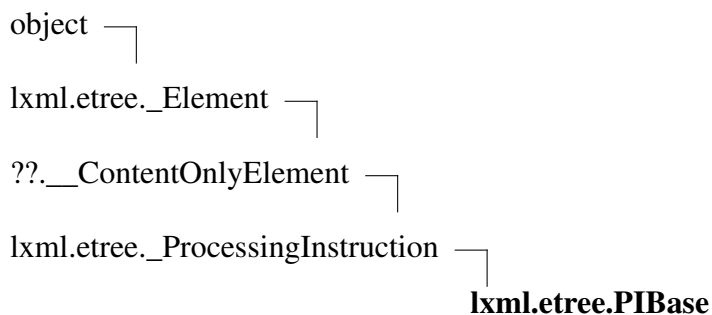 object
lxml.etree._Element
??.__ContentOnlyElement
lxml.etree._ProcessingInstruction
lxml.etree.PIBase